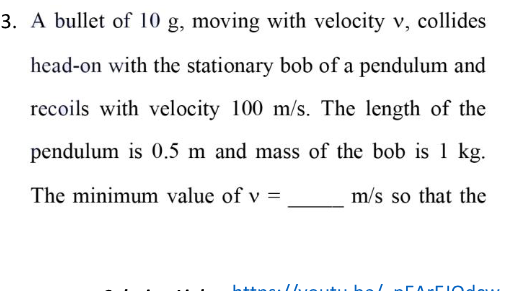 3. A bullet of 10 g, moving with velocity v, collides
head-on with the stationary bob of a pendulum and
recoils with velocity 100 m/s. The length of the
pendulum is 0.5 m and mass of the bob is 1 kg.
The minimum value of v = _____ m/s so that the